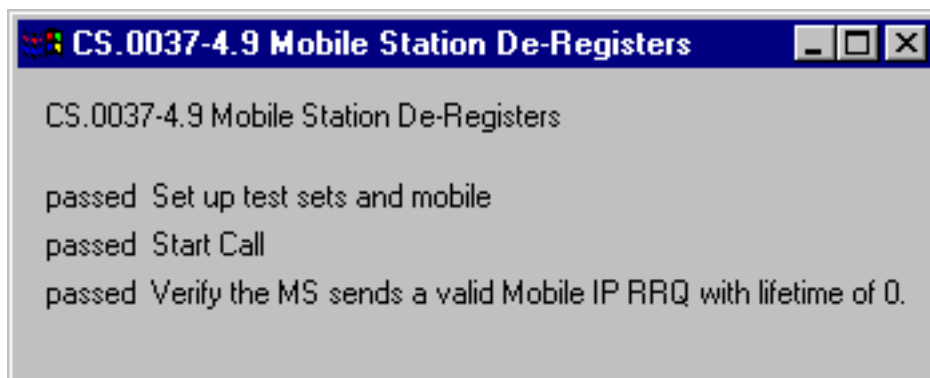 CS.0037-4.9 Mobile Station De-Registers
CS.0037-4.9 Mobile Station De-Registers
passed Set up test sets and mobile
passed Start Call
passed Verify the MS sends a valid Mobile IP RRQ with lifetime of 0.